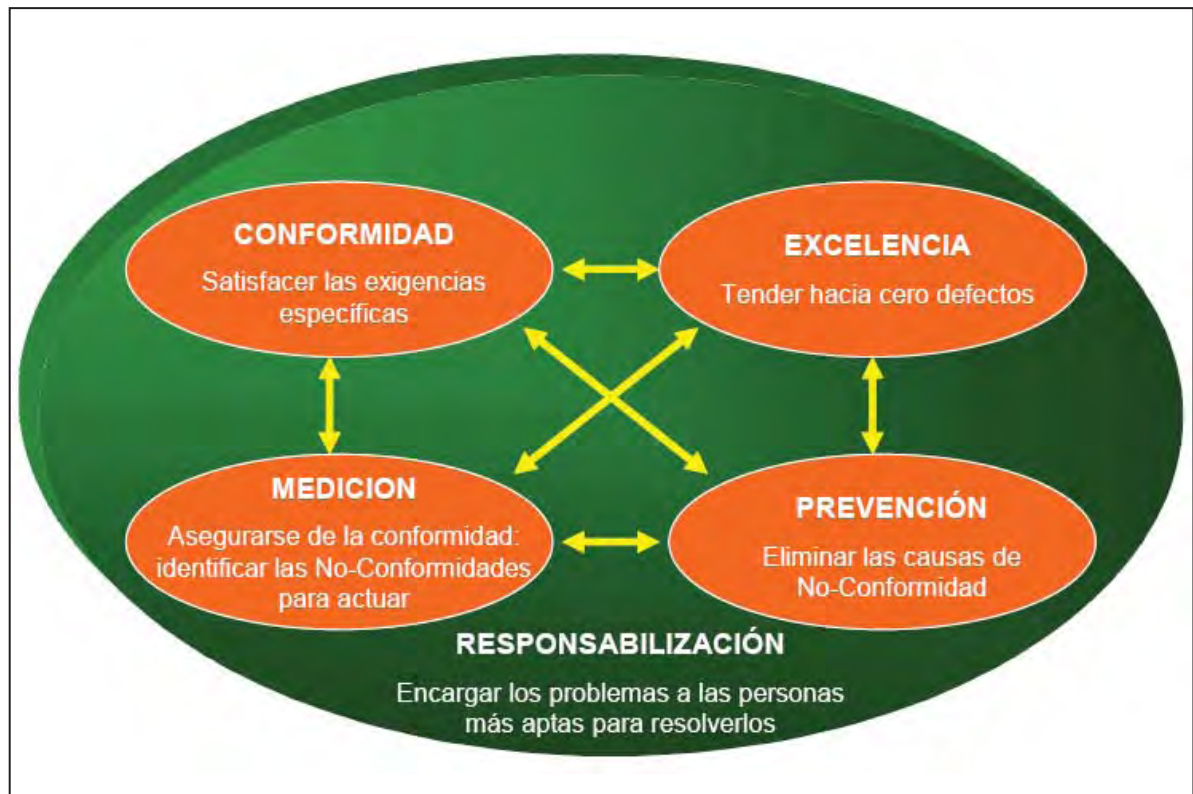 CONFORMIDAD
Satisfacer las exigencias
específicas
EXCELENCIA
Tender hacia cero defectos
MEDICION
Asegurarse de la conformidad:
identificar las No-Conformidades
para actuar
PREVENCIÓN
Eliminar las causas de
No-Conformidad
RESPONSABILIZACIÓN
Encargar los problemas a las personas
más aptas para resolverlos